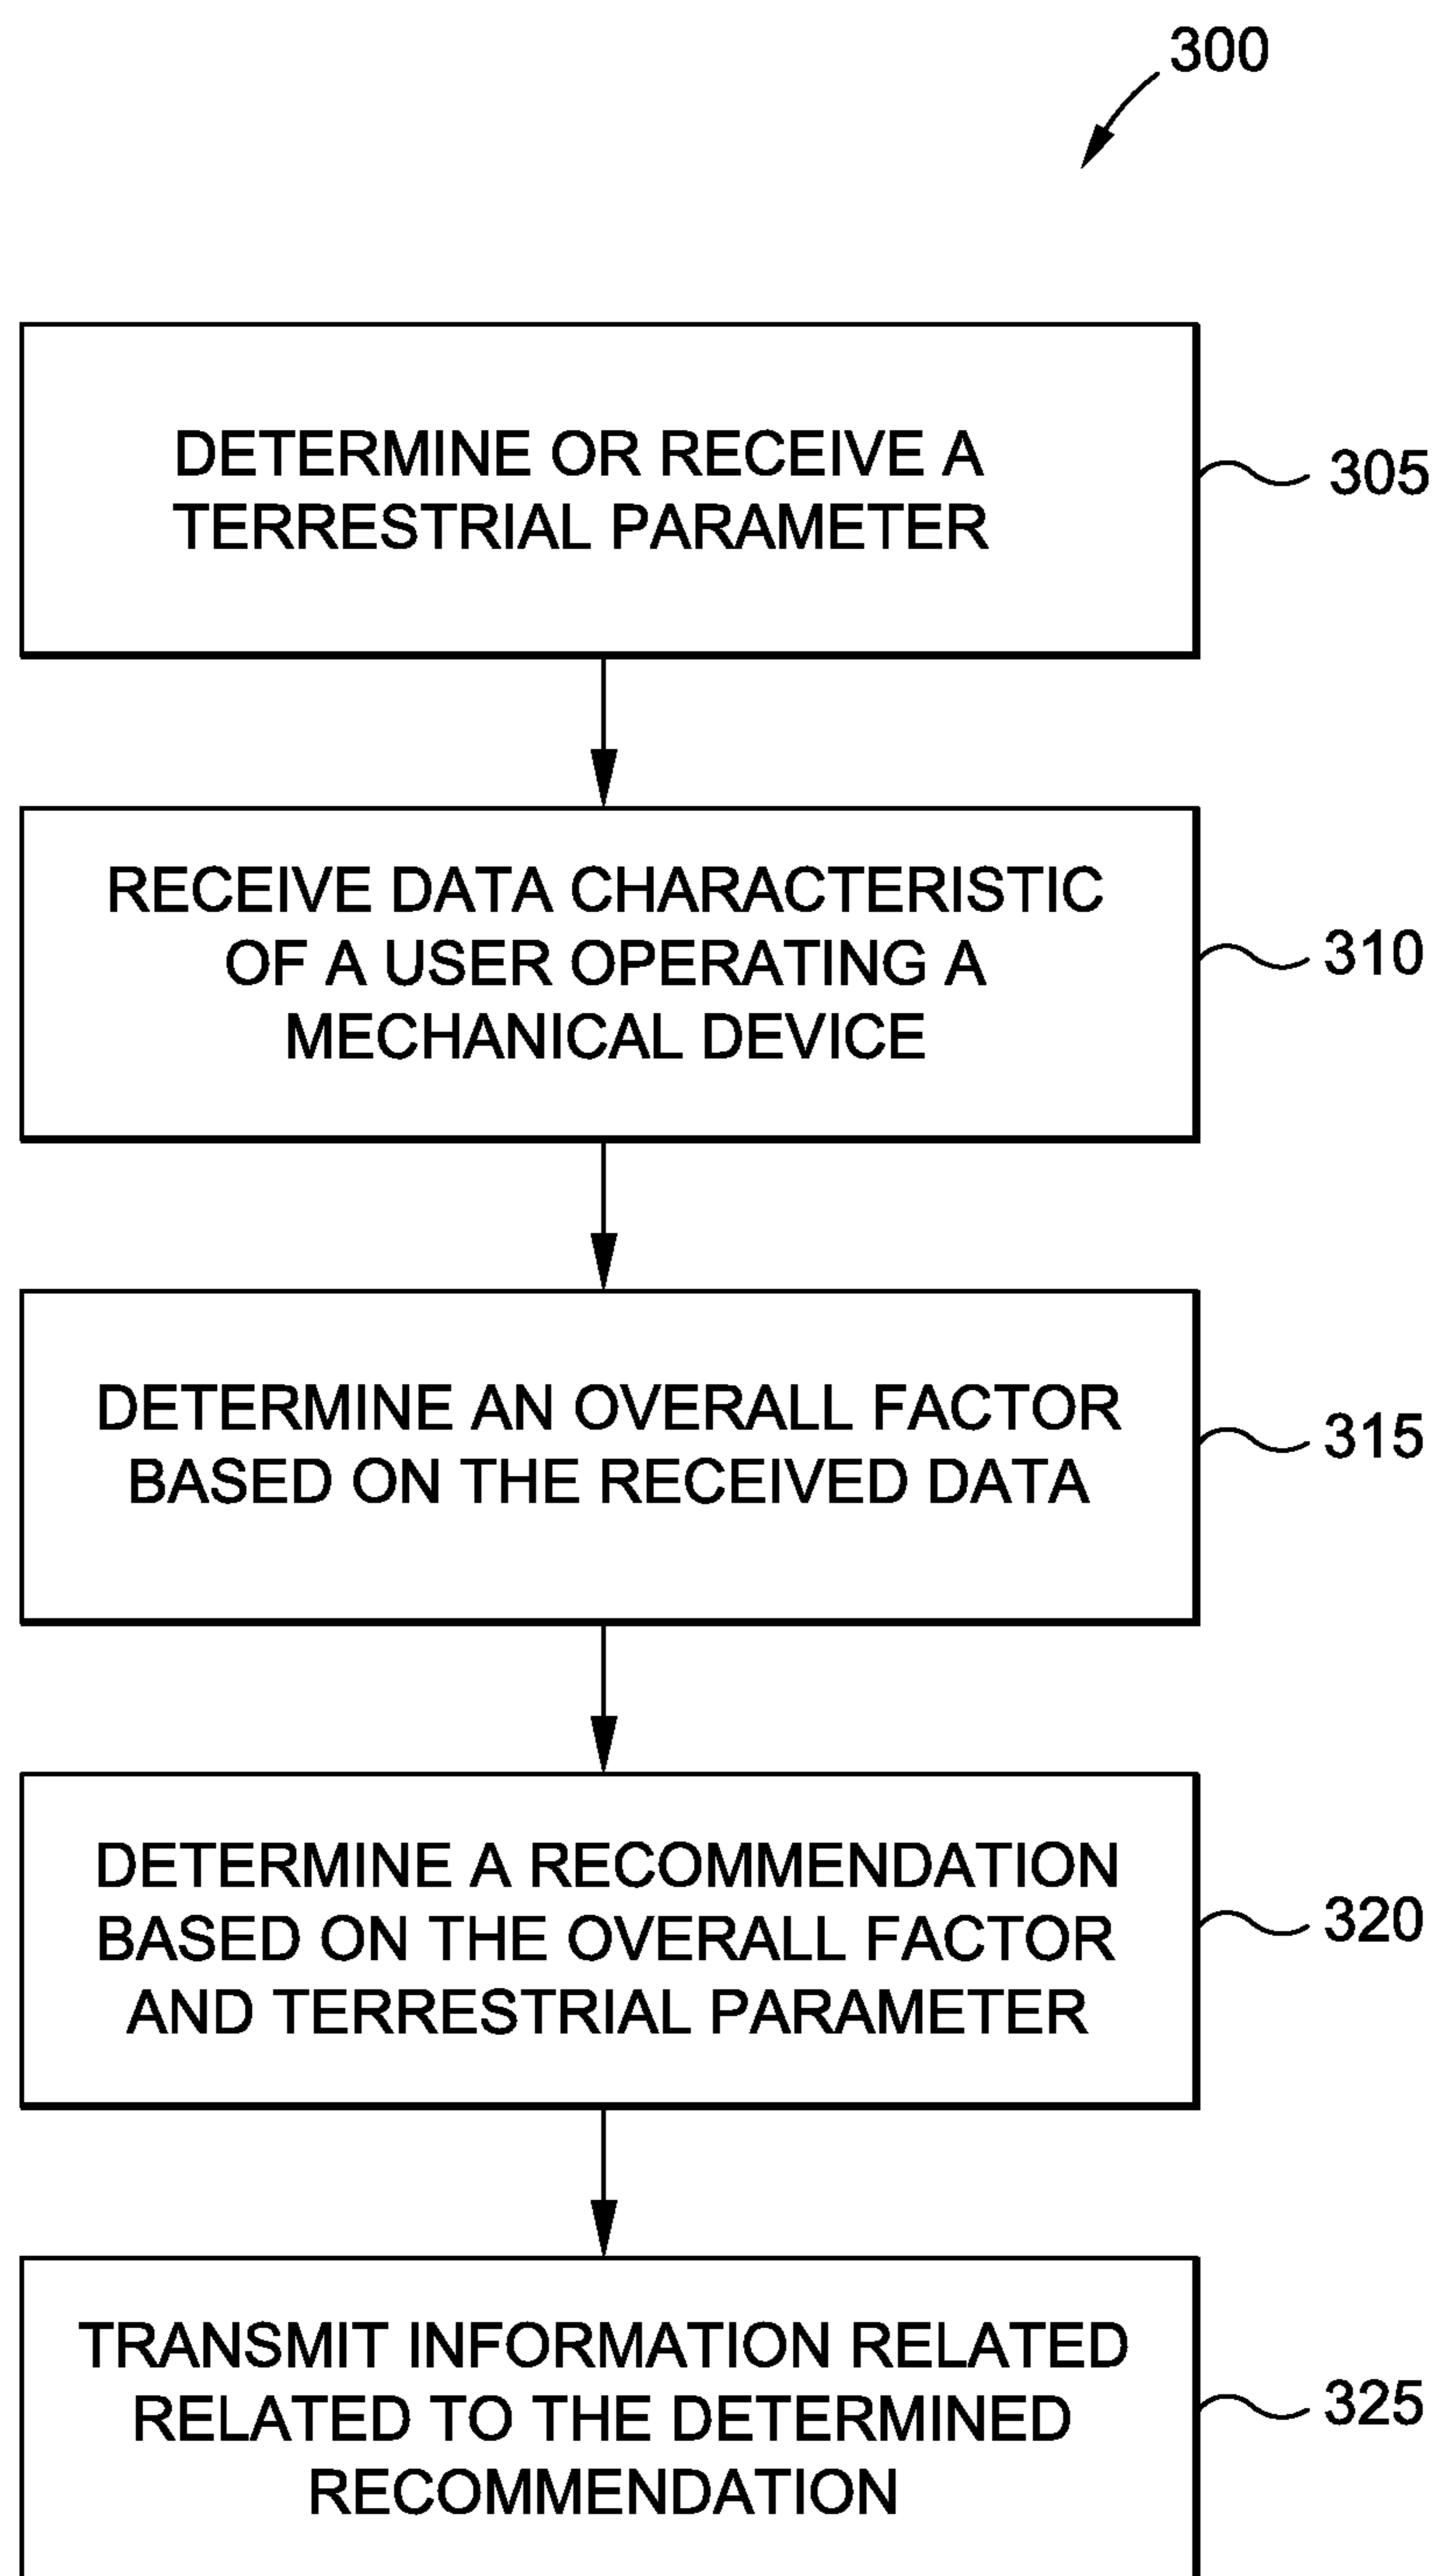 300
DETERMINE OR RECEIVE A
TERRESTRIAL PARAMETER
305
RECEIVE DATA CHARACTERISTIC
OF A USER OPERATING A
MECHANICAL DEVICE
310
DETERMINE AN OVERALL FACTOR
BASED ON THE RECEIVED DATA
315
DETERMINE A RECOMMENDATION
BASED ON THE OVERALL FACTOR
AND TERRESTRIAL PARAMETER
320
TRANSMIT INFORMATION RELATED
RELATED TO THE DETERMINED
RECOMMENDATION
325